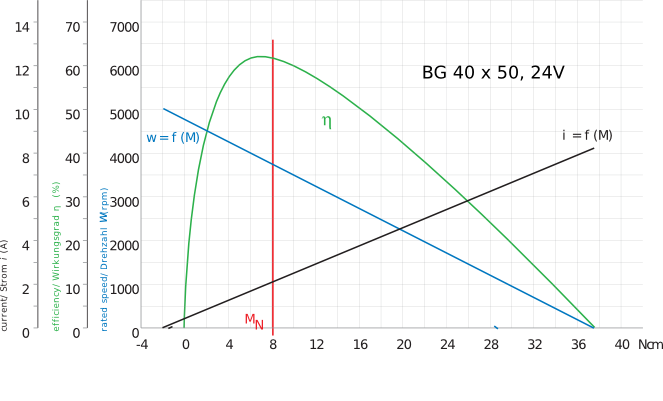 14 70 7000
12 60 6000
BG 40 x 50, 24V
10 50 5000
η
w = f (M)
i = f (M)
8 40 4000
6 30 3000
4 20 2000
2 10 1000
0 0 0
current/ Strom i (A)
efficiency/ Wirkungsgrad η (%)
rated speed/ Drehzahl W(rpm)
MN
-4 0 4 8 12 16 20 24 28 32 36 40 Ncm